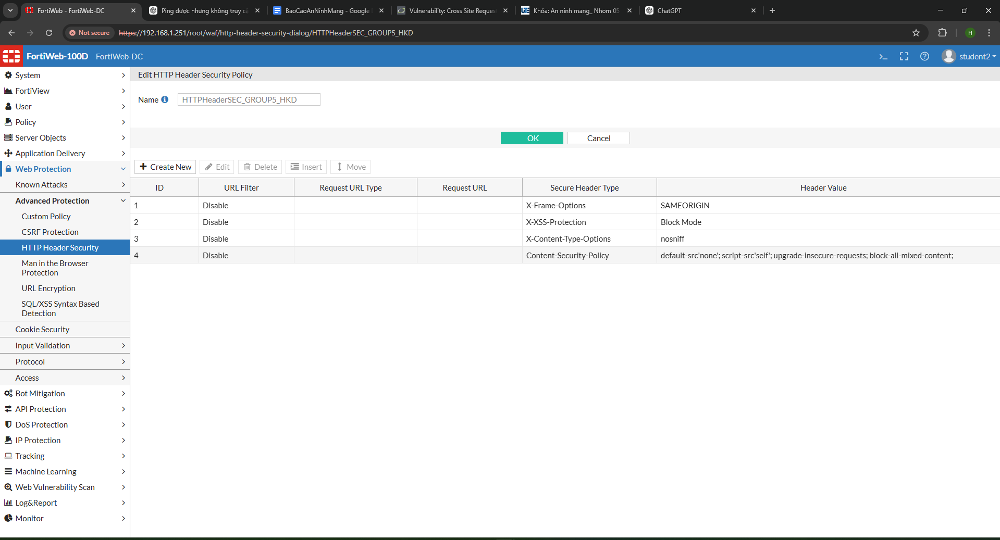 FortiWeb - FortiWeb-DC
Ping được nhưng không truy cậ
BaoCaoAnNinhMang - Google
Vulnerability: Cross Site Reques
Khóa: An ninh mang_ Nhom 05
ChatGPT
Not secure
https://192.168.1.251/root/waf/http-header-security-dialog/HTTPHeaderSEC_GROUP5_HKD
H
FortiWeb-100D FortiWeb-DC
student2
System
FortiView
User
Policy
Server Objects
Application Delivery
Web Protection
Known Attacks
Advanced Protection
Custom Policy
CSRF Protection
HTTP Header Security
Man in the Browser
Protection
URL Encryption
SQL/XSS Syntax Based
Detection
Cookie Security
Input Validation
Protocol
Access
Bot Mitigation
API Protection
DoS Protection
IP Protection
Tracking
Machine Learning
Web Vulnerability Scan
Log&Report
Monitor
Edit HTTP Header Security Policy
Name HTTPHeaderSEC_GROUP5_HKD
OK Cancel
Create New Edit Delete Insert Move
ID URL Filter Request URL Type Request URL Secure Header Type Header Value
1 Disable X-Frame-Options SAMEORIGIN
2 Disable X-XSS-Protection Block Mode
3 Disable X-Content-Type-Options nosniff
4 Disable Content-Security-Policy default-src'none'; script-src'self'; upgrade-insecure-requests; block-all-mixed-content;